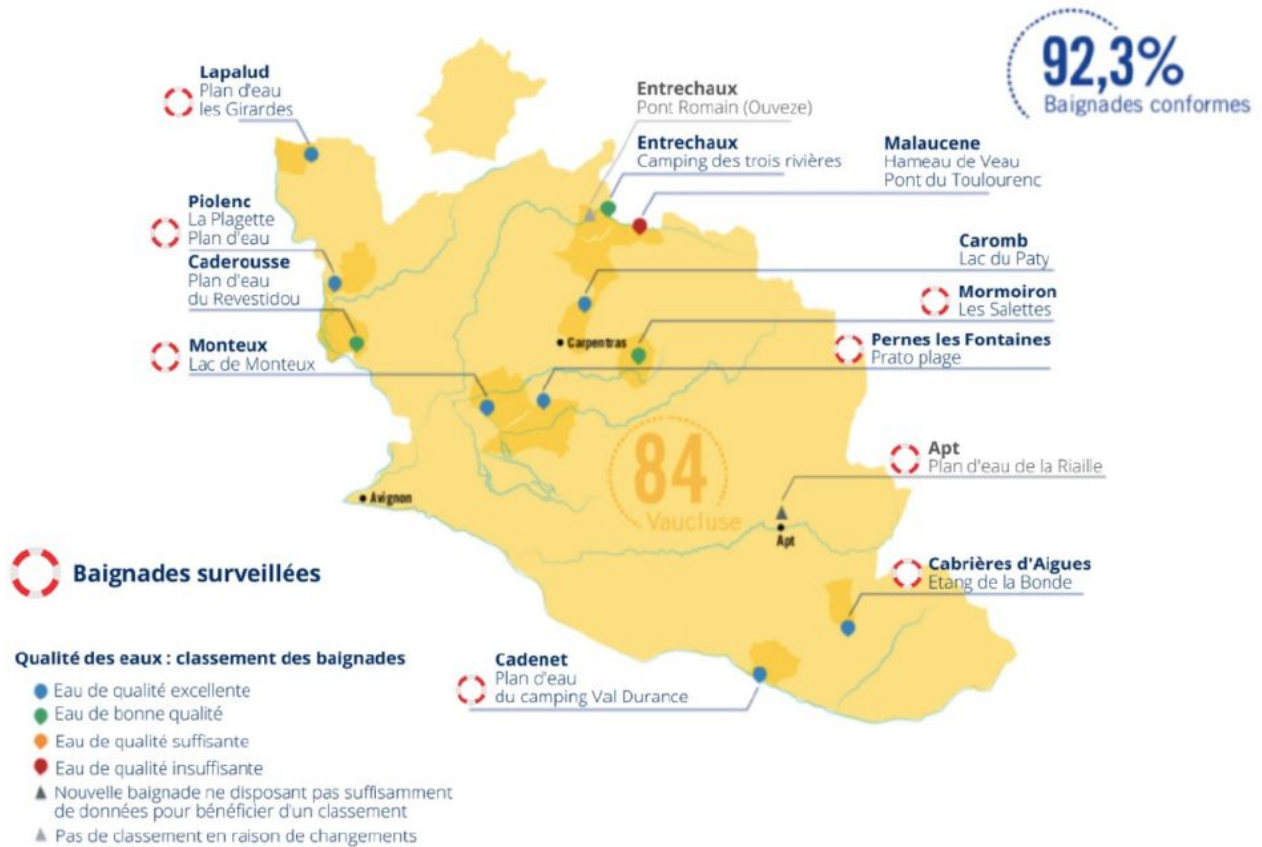 92,3%
Baignades conformes
Lapalud
Plan d'eau
les Girardes
Entrechaux
Pont Romain (Ouveze)
Entrechaux
Camping des trois rivières
Malaucene
Hameau de Veau
Pont du Toulourenc
Piolenc
La Plagette
Plan d'eau
Caderousse
Plan d'eau
du Revestidou
Caromb
Lac du Paty
Mormoiron
Les Salettes
Monteux
Lac de Monteux
Carpentras
Pernes les Fontaines
Prato plage
84
Vaucluse
Apt
Plan d'eau de la Riaille
Avignon
Apt
Baignades surveillées
Cabrières d'Aigues
Etang de la Bonde
Cadenet
Plan d'eau
du camping Val Durance
Qualité des eaux : classement des baignades
Eau de qualité excellente
Eau de bonne qualité
Eau de qualité suffisante
Eau de qualité insuffisante
Nouvelle baignade ne disposant pas suffisamment
de données pour bénéficier d'un classement
Pas de classement en raison de changements